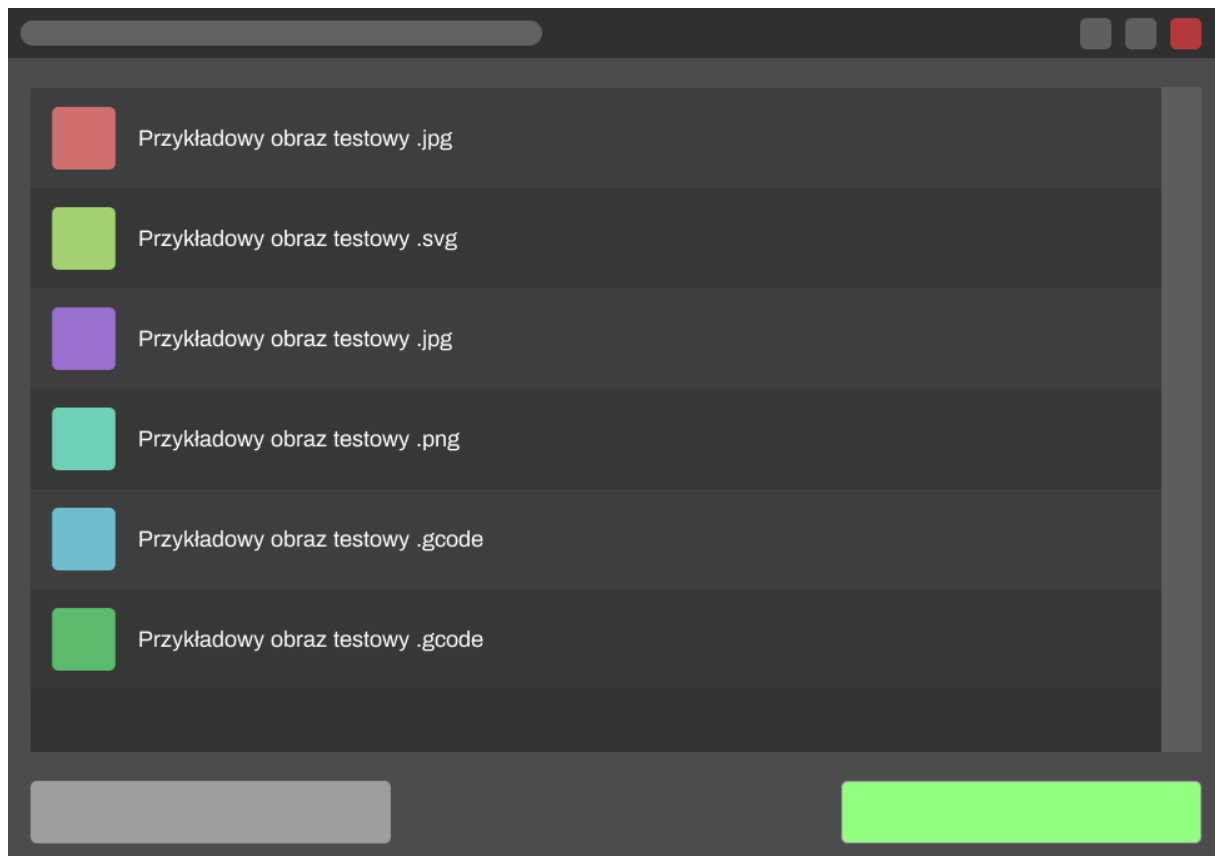 Przykładowy obraz testowy .jpg
Przykładowy obraz testowy .svg
Przykładowy obraz testowy .jpg
Przykładowy obraz testowy .png
Przykładowy obraz testowy .gcode
Przykładowy obraz testowy .gcode